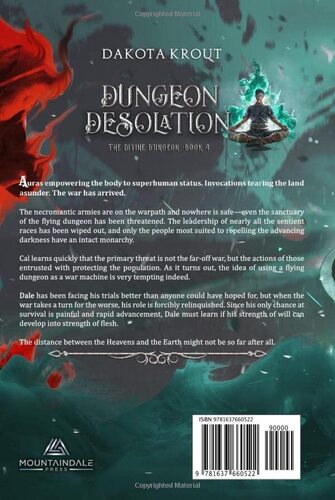 Copyrighted Material
DAKOTA KROUT
DUNGEON
DESOLATION
THE DIVINE DUNGEON BOOK 4
Auras empowering the body to superhuman status. Invocations tearing the land
asunder. The war has arrived.
The necromantic armies are on the warpath and nowhere is safe—even the sanctuary
of the flying dungeon has been threatened. The leadership of nearly all the sentient
races has been wiped out, and only the people most suited to repelling the advancing
darkness have an intact monarchy.
Cal learns quickly that the primary threat is not the far-off war, but the actions of those
entrusted with protecting the population. As it turns out, the idea of using a flying
dungeon as a war machine is very tempting indeed.
Dale has been facing his trials better than anyone could have hoped for, but when the
war takes a turn for the worse, his role is forcibly relinquished. Since his only chance at
survival is painful and rapid advancement, Dale must learn if his strength of will can
develop into strength of flesh.
The distance between the Heavens and the Earth might not be so far after all.
ISBN 9781637660522
90000
9 781637 660522
MOUNTAINDALE
PRESS
Copyrighted Material